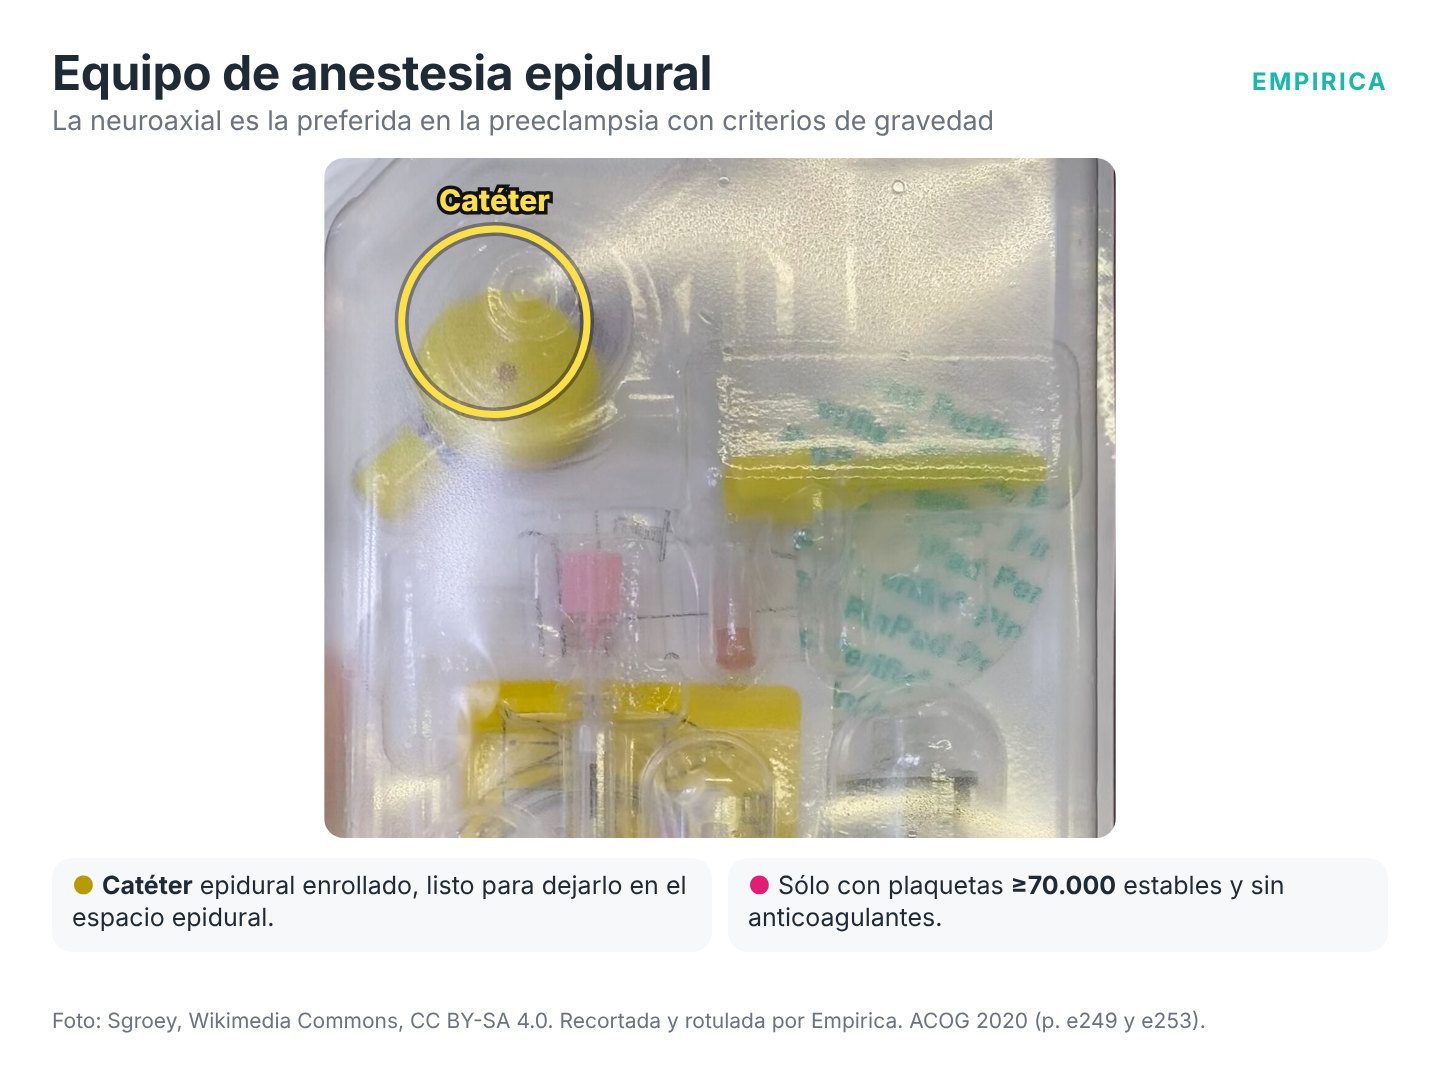 Equipo de anestesia epidural
EMPIRICA
La neuroaxial es la preferida en la preeclampsia con criterios de gravedad
Catéter
Catéter epidural enrollado, listo para dejarlo en el
espacio epidural.
Sólo con plaquetas ≥70.000 estables y sin
anticoagulantes.
Foto: Sgroey, Wikimedia Commons, CC BY-SA 4.0. Recortada y rotulada por Empirica. ACOG 2020 (p. e249 y e253).